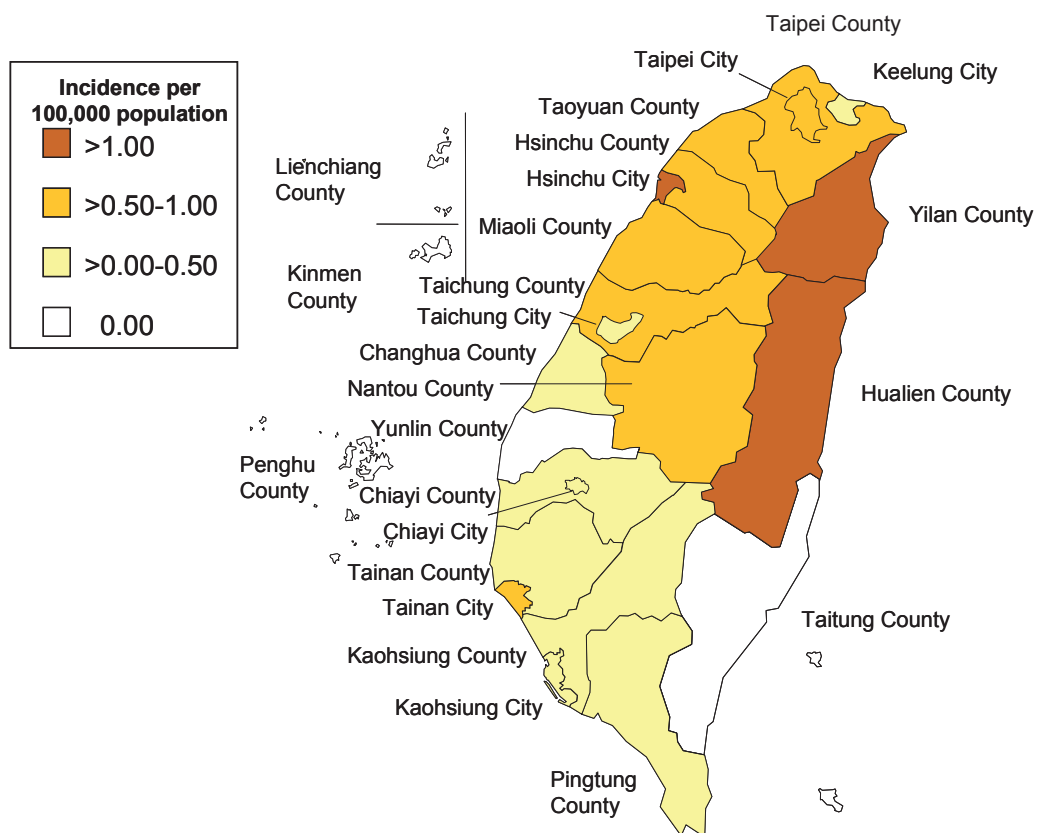 Taipei County
Taipei City
Keelung City
Incidence per
100,000 population
>1.00
>0.50-1.00
>0.00-0.50
0.00
Taoyuan County
Hsinchu County
Lienchiang
County
Hsinchu City
Yilan County
Miaoli County
Kinmen
County
Taichung County
Taichung City
Changhua County
Nantou County
Hualien County
Yunlin County
Penghu
County
Chiayi County
Chiayi City
Tainan County
Tainan City
Taitung County
Kaohsiung County
Kaohsiung City
Pingtung
County